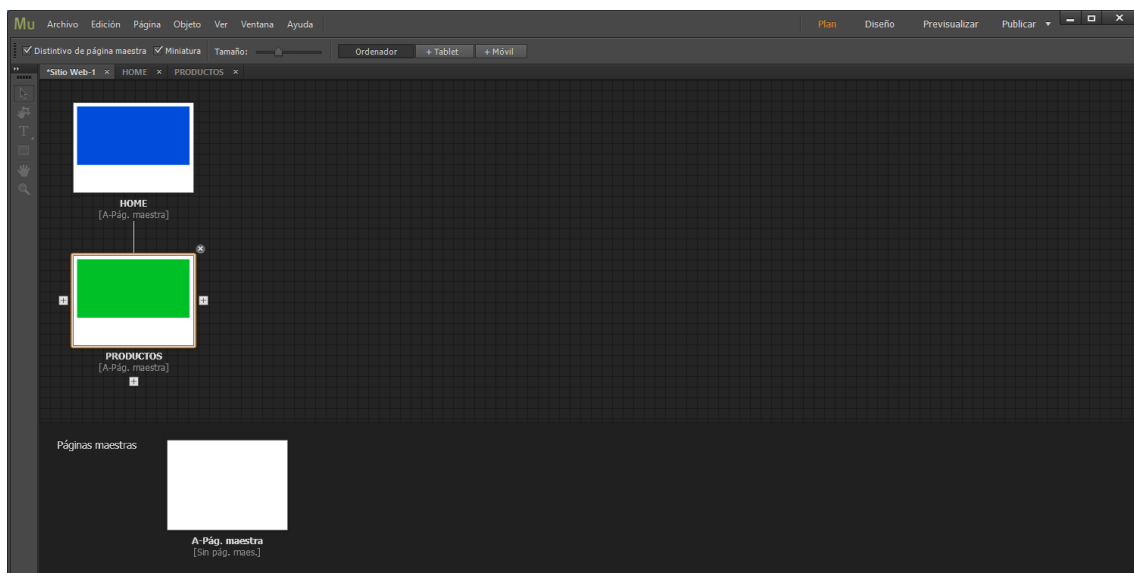 Mu Archivo Edición Página Objeto Ver Ventana Ayuda Plan Diseño Previsualizar Publicar
Distintivo de página maestra Miniatura Tamaño: Ordenador + Tablet + Móvil
*Sitio Web-1 × HOME × PRODUCTOS ×
T
HOME
[A-Pág. maestra]
PRODUCTOS
[A-Pág. maestra]
Páginas maestras
A-Pág. maestra
[Sin pág. maes.]